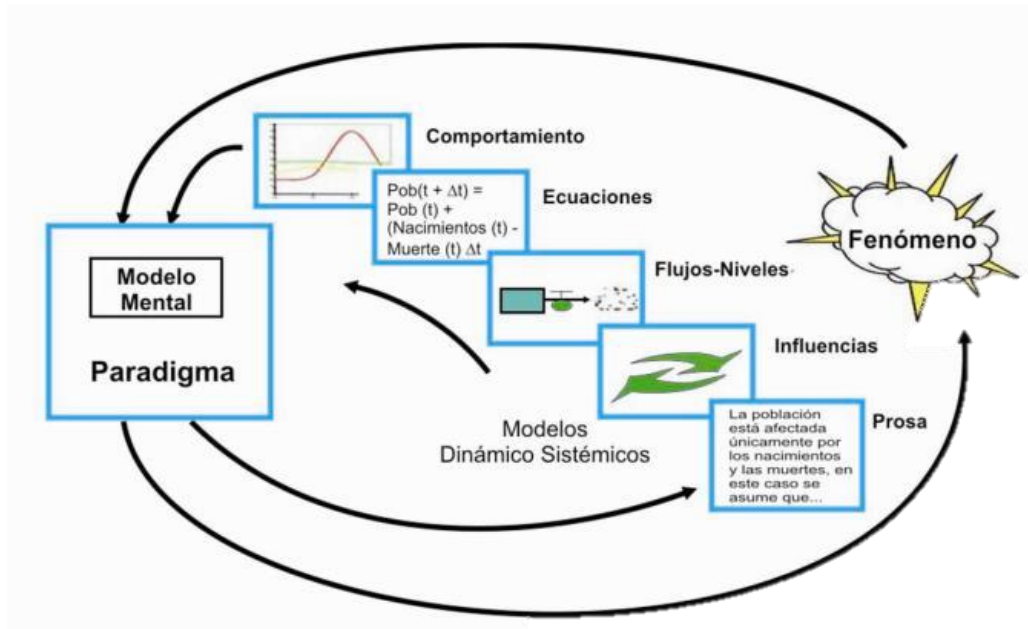 Comportamiento
Pob(t + Δt) =
Pob (t) +
(Nacimientos (t) -
Muerte (t) Δt
Ecuaciones
Flujos-Niveles
Fenómeno
Modelo
Mental
Paradigma
Influencias
La población
está afectada
únicamente por
los nacimientos
y las muertes, en
este caso se
asume que...
Prosa
Modelos
Dinámico Sistémicos